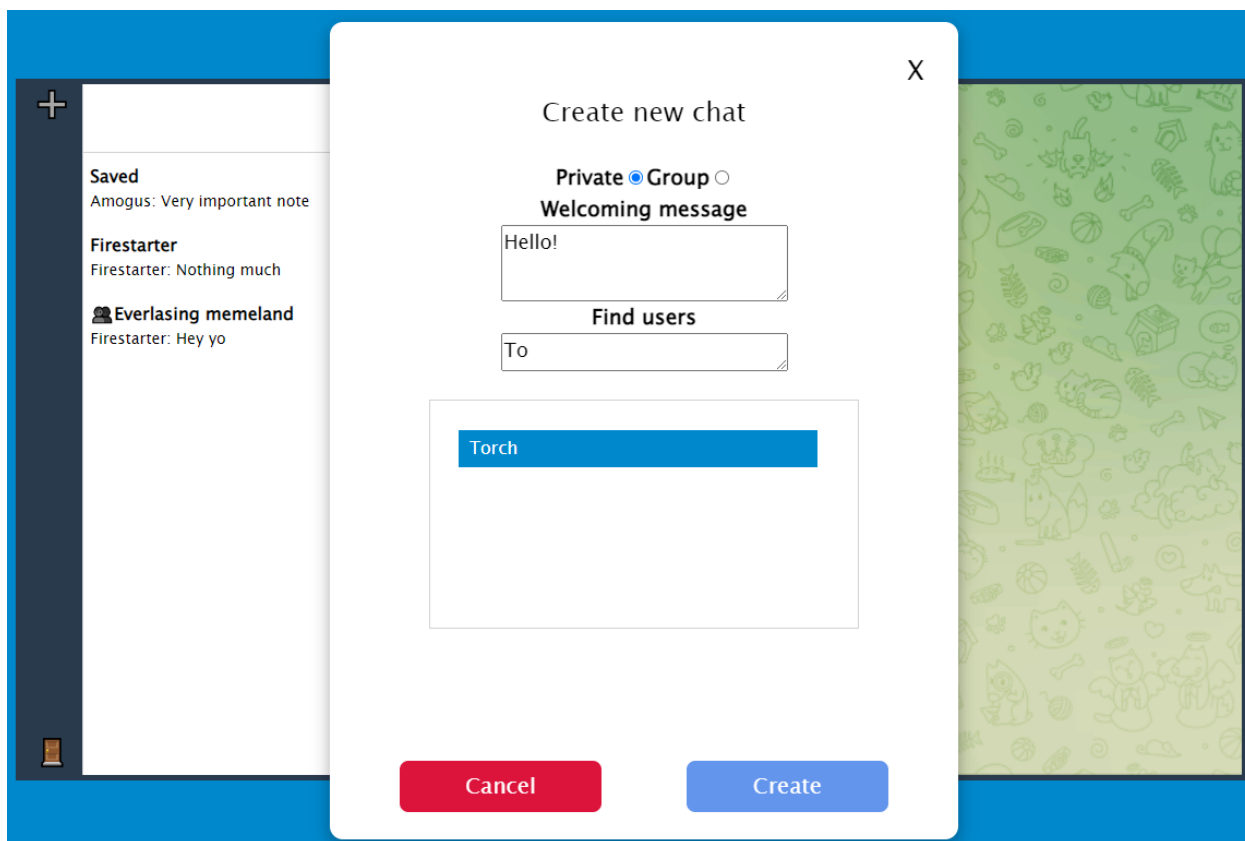 X
Create new chat
Private Group
Welcoming message
Hello!
Find users
To
Torch
Cancel Create
Saved
Amogus: Very important note
Firestarter
Firestarter: Nothing much
Everlasing memeland
Firestarter: Hey yo